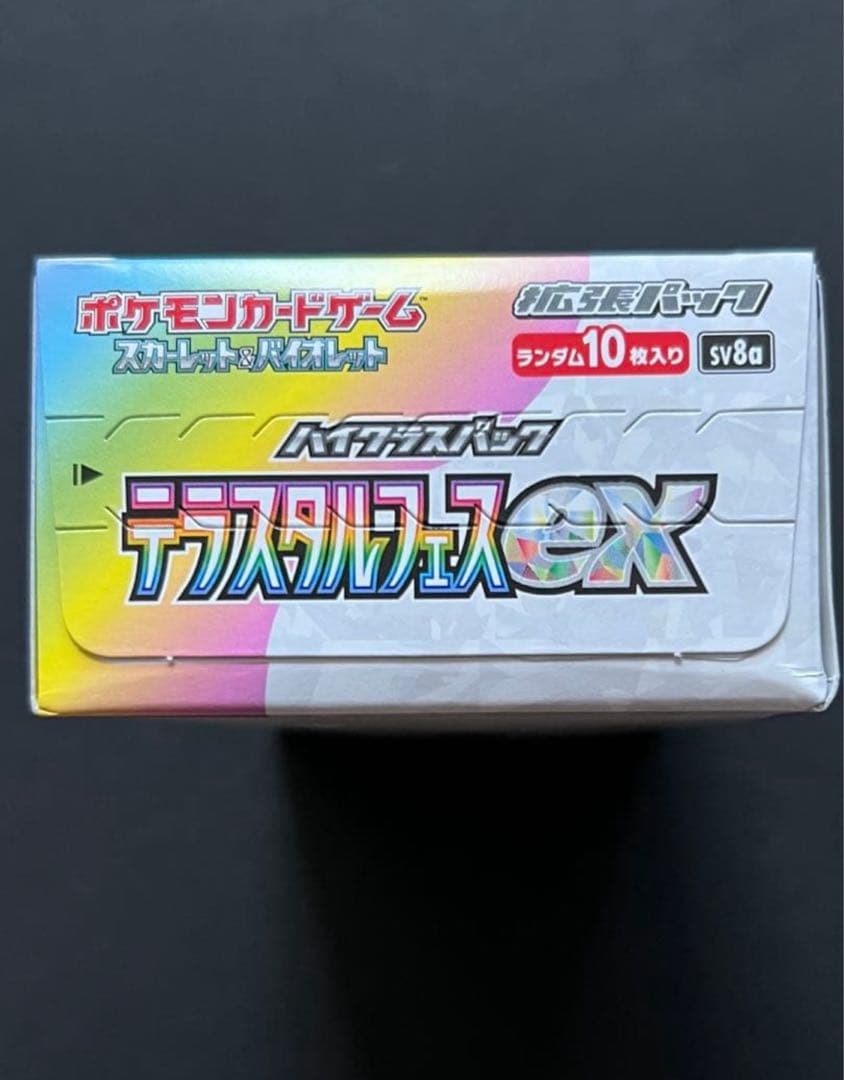 ポケモンカードゲーム™
スカーレット&バイオレット
拡張パック
ランダム10枚入り
SV8a
ハイクラスパック
テラスタルフェスex